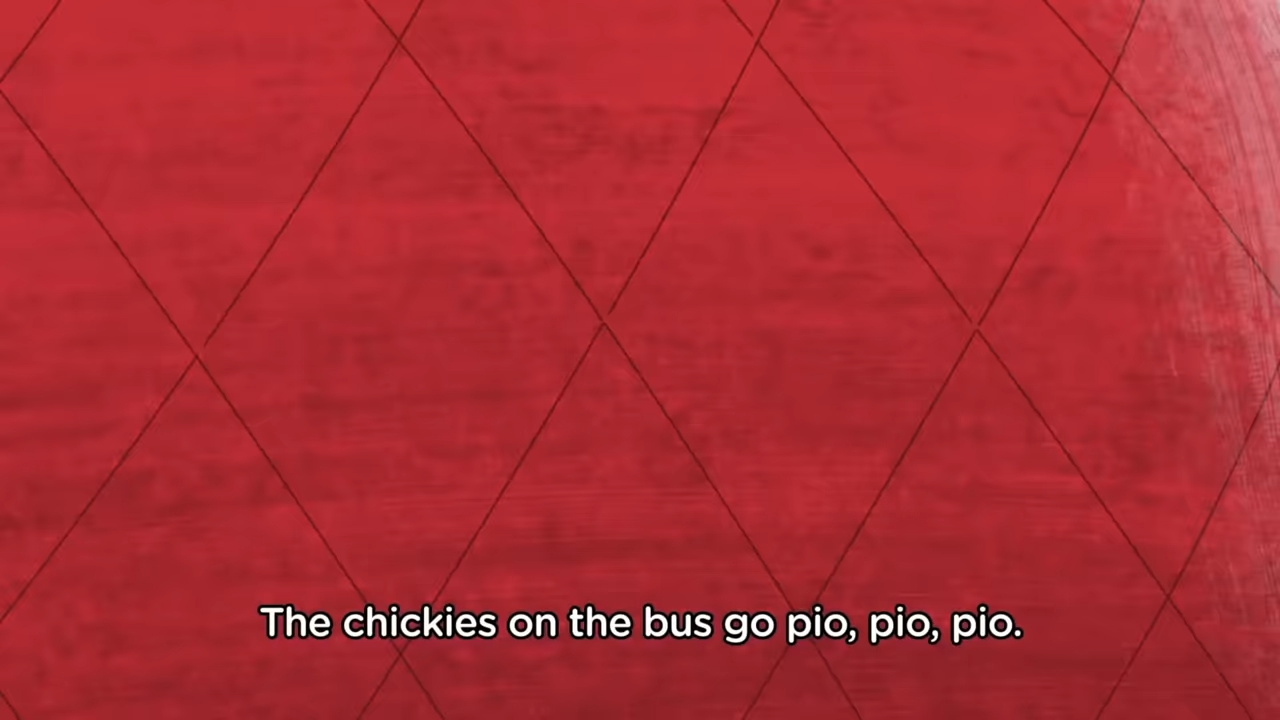 The chickies on the bus go pio, pio, pio.